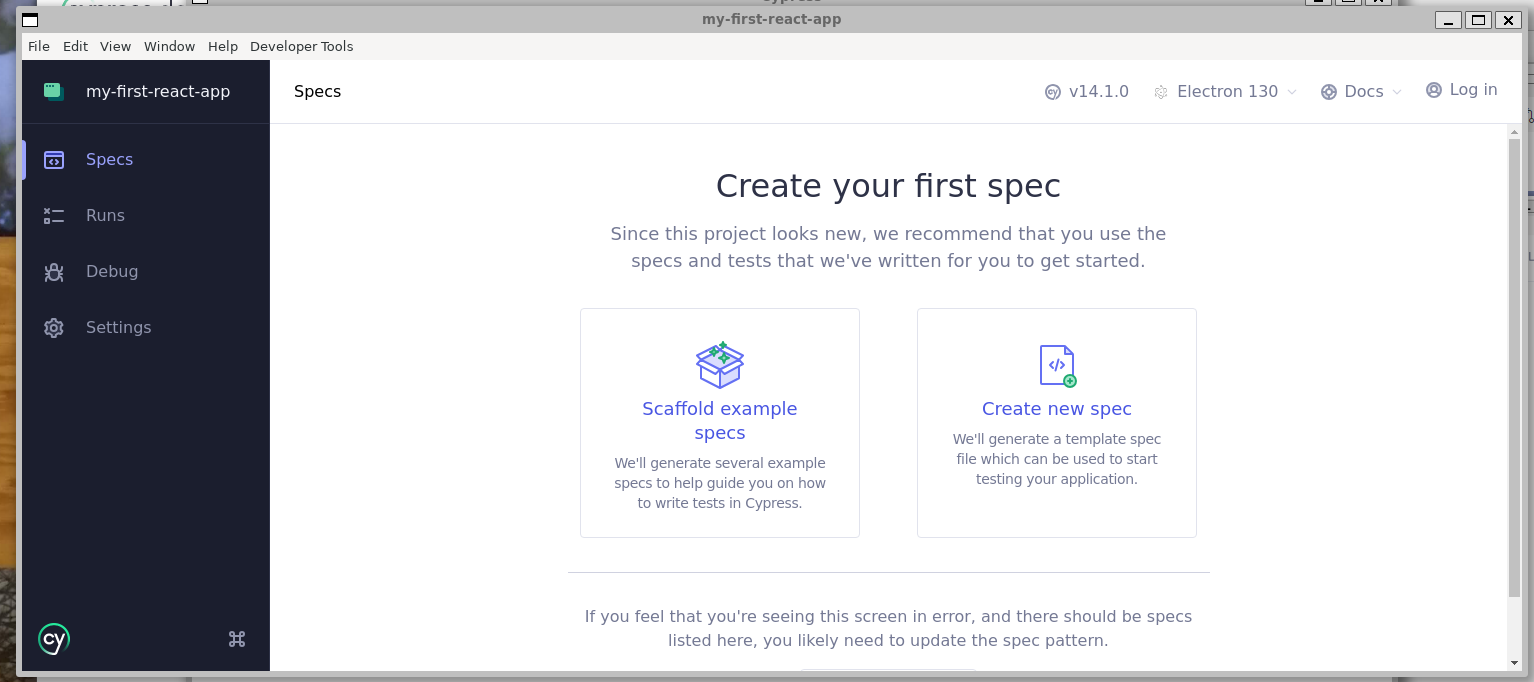 my-first-react-app
File Edit View Window Help Developer Tools
my-first-react-app
Specs
v14.1.0
Electron 130
Docs
Log in
Specs
Runs
Debug
Settings
cy
Create your first spec
Since this project looks new, we recommend that you use the
specs and tests that we've written for you to get started.
Scaffold example
specs
We'll generate several example
specs to help guide you on how
to write tests in Cypress.
Create new spec
We'll generate a template spec
file which can be used to start
testing your application.
If you feel that you're seeing this screen in error, and there should be specs
listed here, you likely need to update the spec pattern.